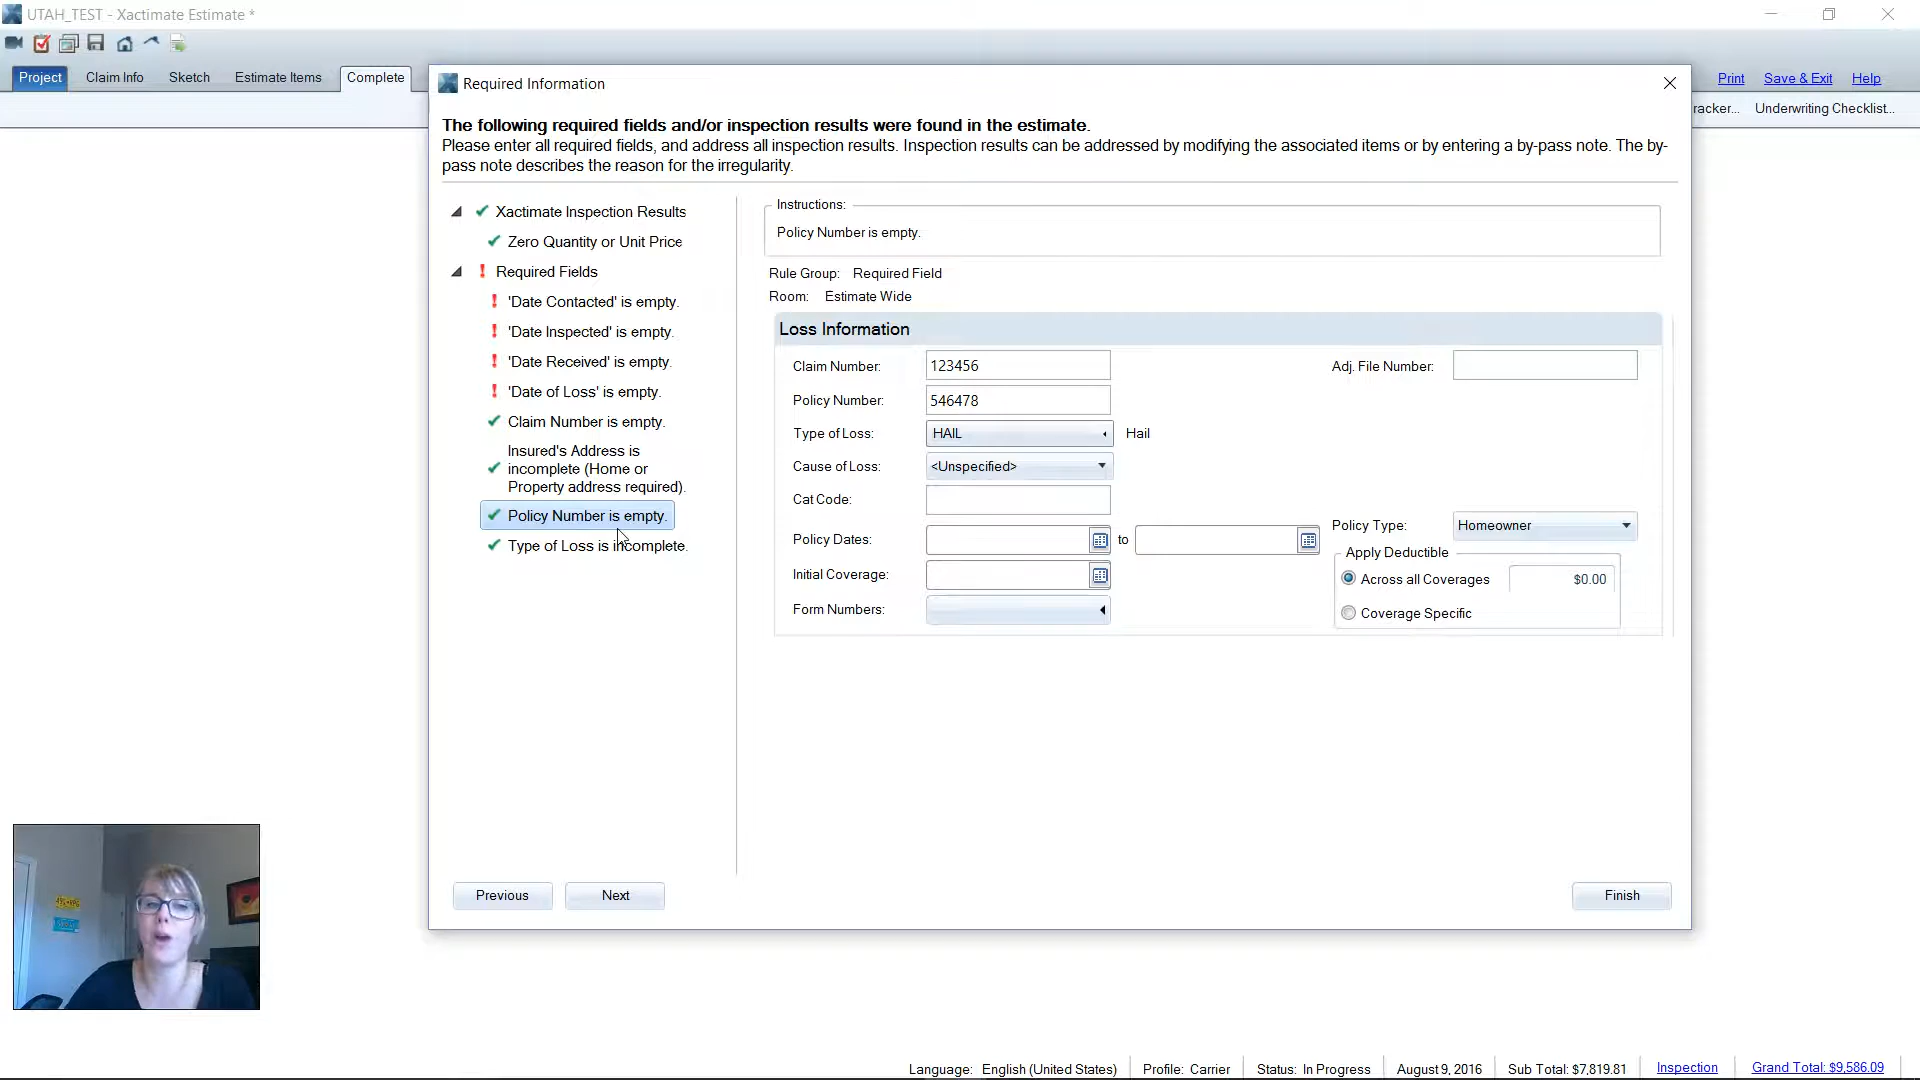 UTAH_TEST - Xactimate Estimate *
Project
Claim Info
Sketch
Estimate Items
Complete
Print
Save & Exit
Help
racker...
Underwriting Checklist...
Required Information
The following required fields and/or inspection results were found in the estimate.
Please enter all required fields, and address all inspection results. Inspection results can be addressed by modifying the associated items or by entering a by-pass note. The by-
pass note describes the reason for the irregularity.
Xactimate Inspection Results
Zero Quantity or Unit Price
Required Fields
'Date Contacted' is empty.
'Date Inspected' is empty.
'Date Received' is empty.
'Date of Loss' is empty.
Claim Number is empty.
Insured's Address is
incomplete (Home or
Property address required).
Policy Number is empty.
Type of Loss is incomplete.
Instructions:
Policy Number is empty.
Rule Group: Required Field
Room: Estimate Wide
Loss Information
Claim Number: 123456
Adj. File Number:
Policy Number: 546478
Type of Loss: HAIL Hail
Cause of Loss: <Unspecified>
Cat Code:
Policy Dates: to
Policy Type: Homeowner
Apply Deductible
Initial Coverage:
Across all Coverages $0.00
Form Numbers:
Coverage Specific
Previous
Next
Finish
Language: English (United States)
Profile: Carrier
Status: In Progress
August 9, 2016
Sub Total: $7,819.81
Inspection
Grand Total: $9,586.09